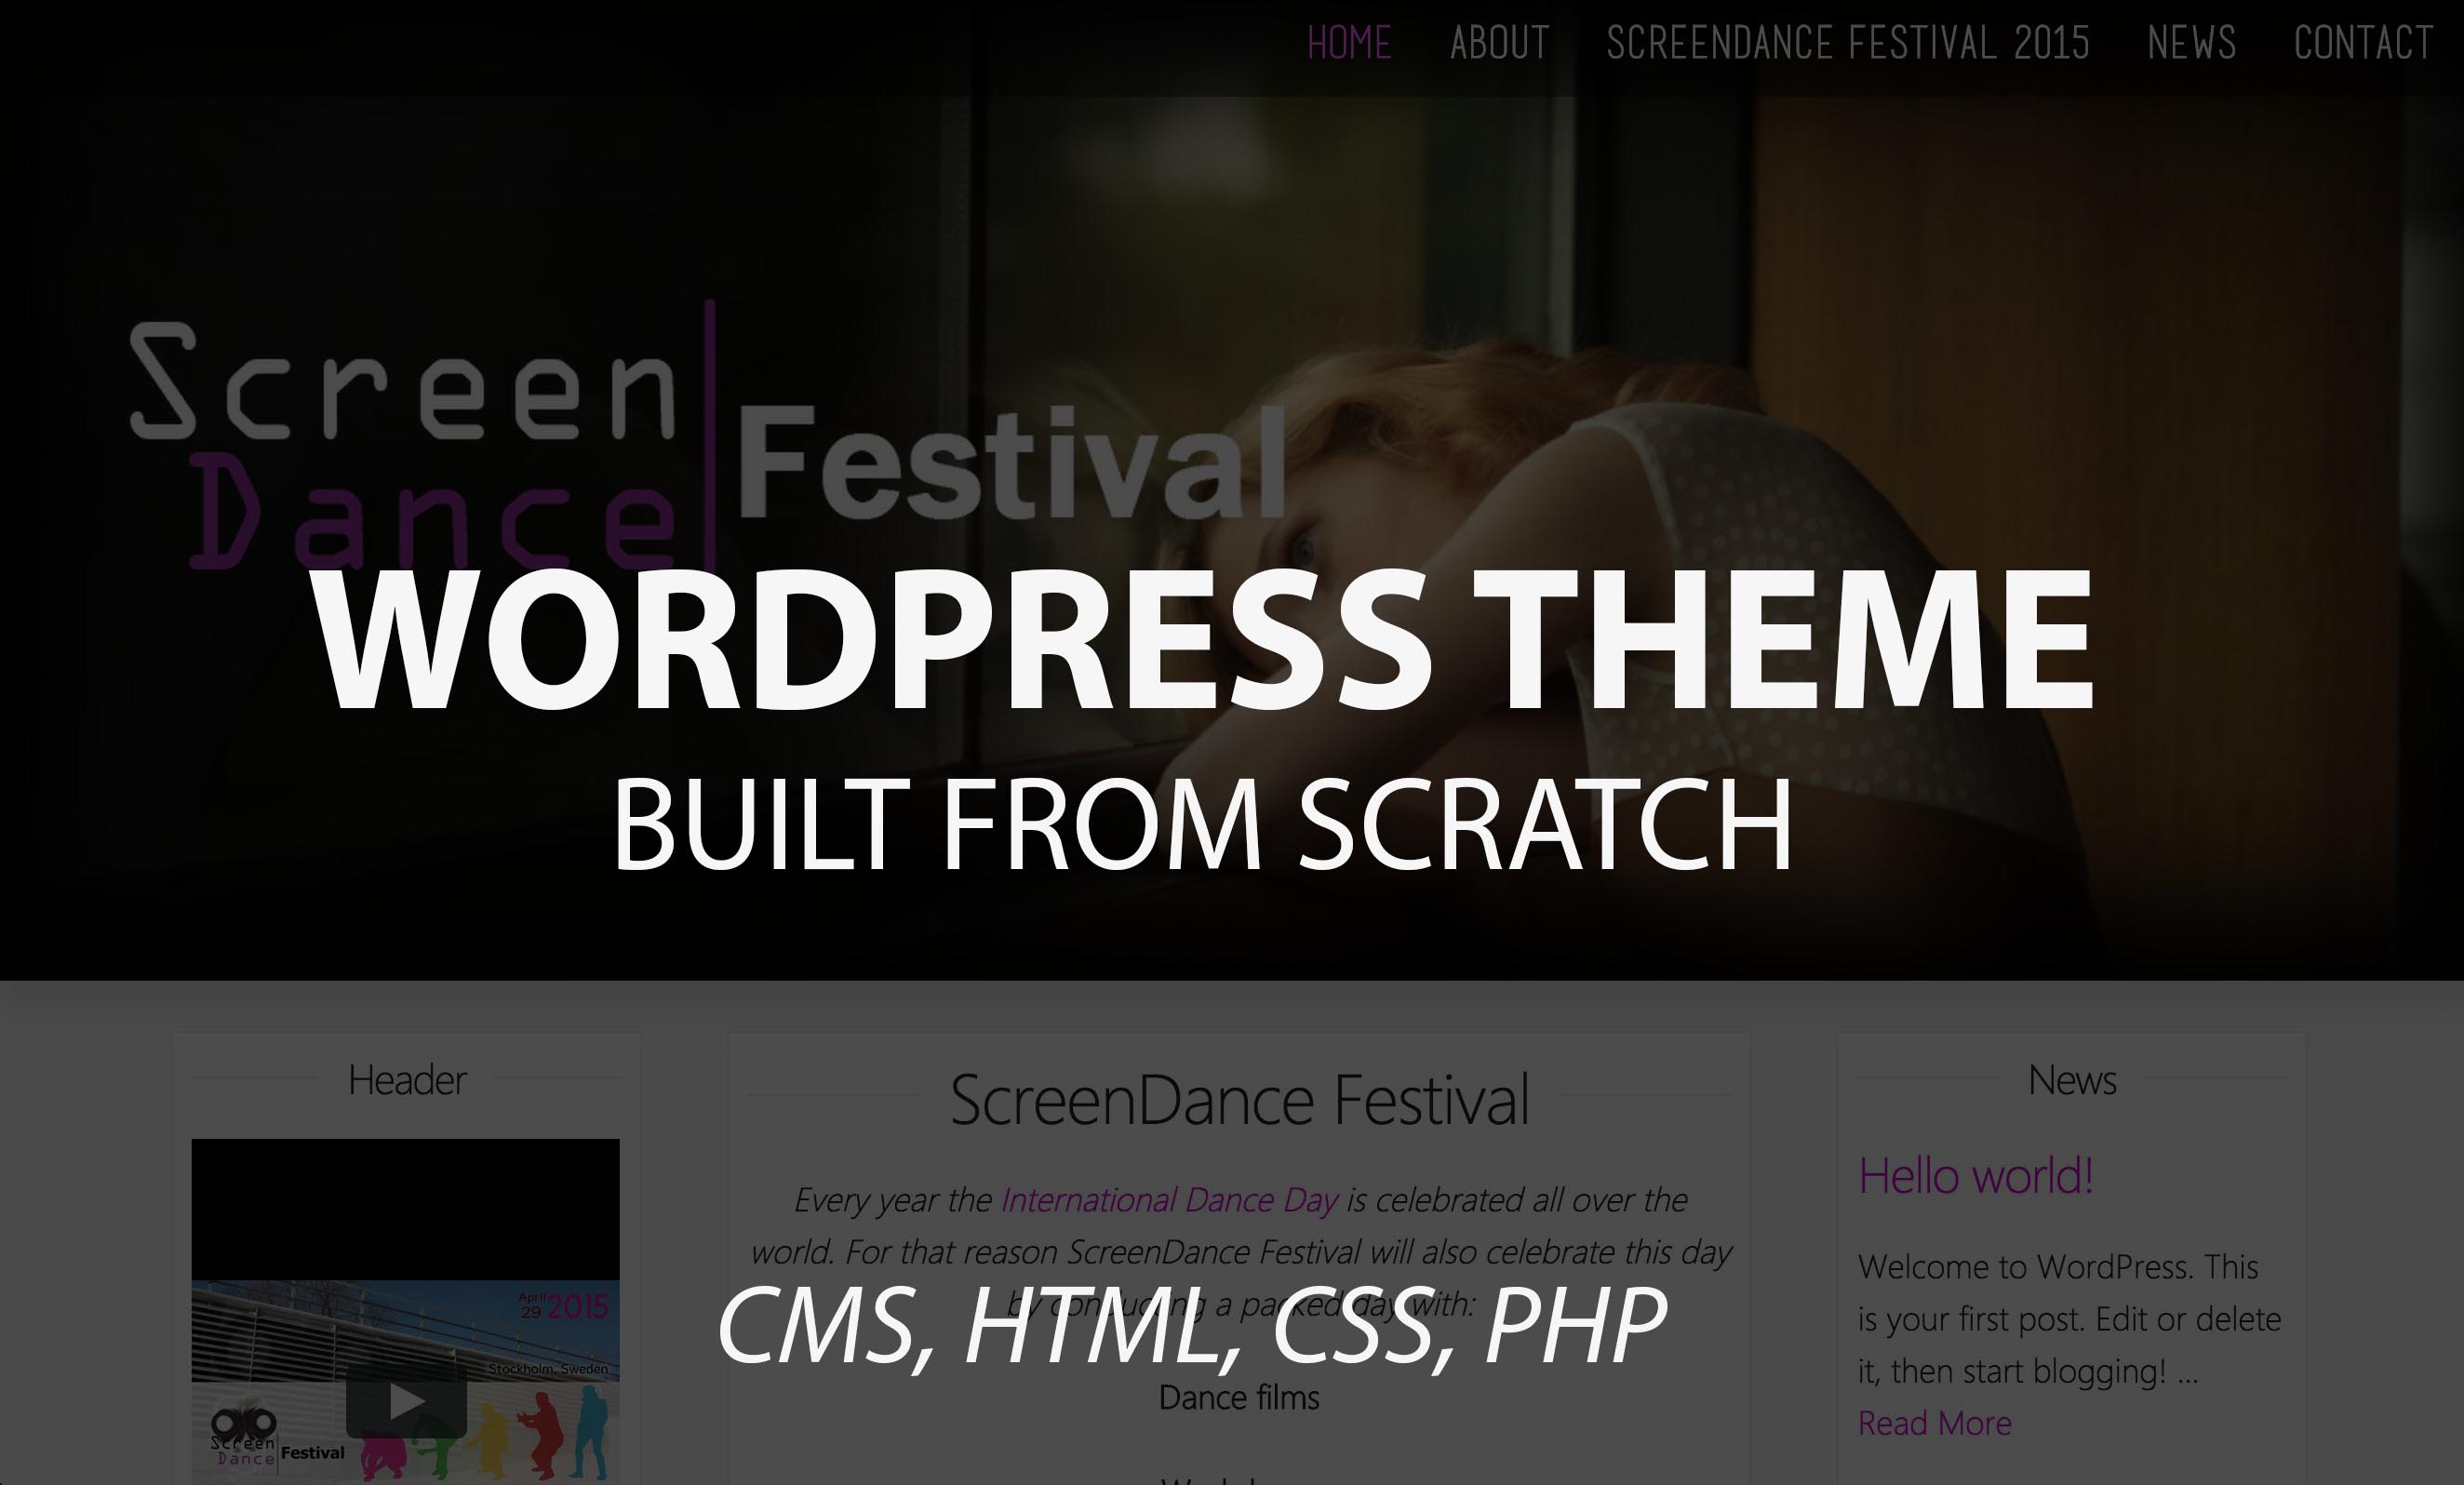 HOME ABOUT SCREENDANCE FESTIVAL 2015 NEWS CONTACT
Screen
Dance
Festival
WORDPRESS THEME
BUILT FROM SCRATCH
Header
April
29 2015
Stockholm, Sweden
Screen
Dance Festival
ScreenDance Festival
Every year the International Dance Day is celebrated all over the
world. For that reason ScreenDance Festival will also celebrate this day
by conducting a packed day with:
CMS, HTML, CSS, PHP
Dance films
News
Hello world!
Welcome to WordPress. This
is your first post. Edit or delete
it, then start blogging! ...
Read More